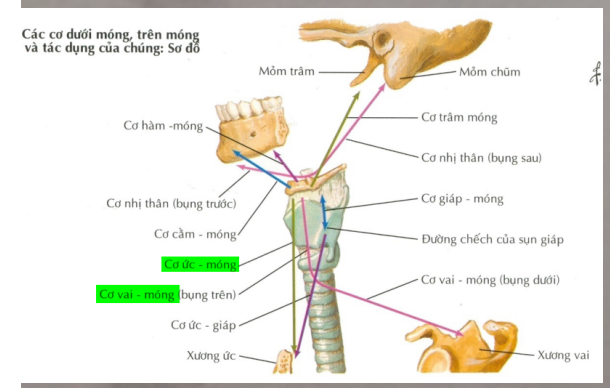 Các cơ dưới móng, trên móng
và tác dụng của chúng: Sơ đồ
Mỏm trâm
Mỏm chũm
Cơ hàm -móng
Cơ trâm móng
Cơ nhị thân (bụng sau)
Cơ nhị thân (bụng trước)
Cơ giáp - móng
Cơ cằm - móng
Đường chếch của sụn giáp
Cơ ức - móng
Cơ vai - móng (bụng trên)
Cơ vai - móng (bụng dưới)
Cơ ức - giáp
Xương ức
Xương vai